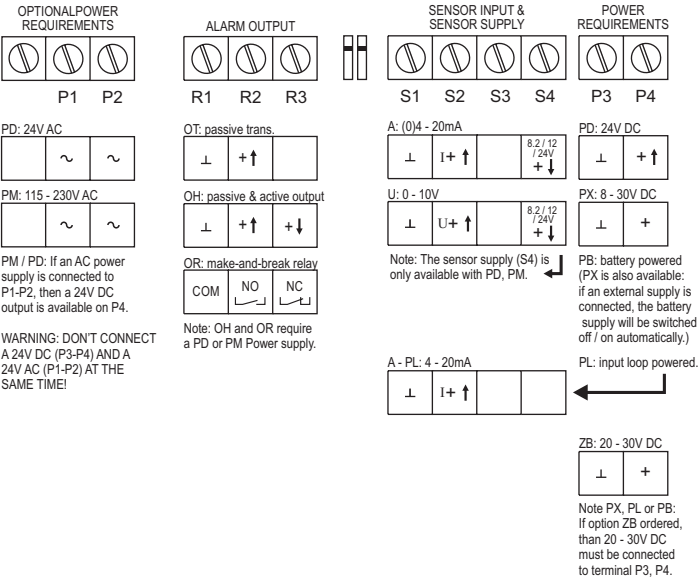 OPTIONALPOWER
REQUIREMENTS
P1 P2
PD: 24V AC
~ ~
PM: 115 - 230V AC
~ ~
PM / PD: If an AC power
supply is connected to
P1-P2, then a 24V DC
output is available on P4.
WARNING: DON'T CONNECT
A 24V DC (P3-P4) AND A
24V AC (P1-P2) AT THE
SAME TIME!
ALARM OUTPUT
R1 R2 R3
OT: passive trans.
⊥ +↑
OH: passive & active output
⊥ +↑ +↓
OR: make-and-break relay
COM NO NC
Note: OH and OR require
a PD or PM Power supply.
SENSOR INPUT &
SENSOR SUPPLY
S1 S2 S3 S4
A: (0)4 - 20mA
8.2 / 12
/ 24V
⊥ I+ ↑ + ↓
U: 0 - 10V
8.2 / 12
/ 24V
⊥ U+ ↑ + ↓
Note: The sensor supply (S4) is
only available with PD, PM.
A - PL: 4 - 20mA
⊥ I+ ↑
POWER
REQUIREMENTS
P3 P4
PD: 24V DC
⊥ +↑
PX: 8 - 30V DC
⊥ +
PB: battery powered
(PX is also available:
if an external supply is
connected, the battery
supply will be switched
off / on automatically.)
PL: input loop powered.
ZB: 20 - 30V DC
⊥ +
Note PX, PL or PB:
If option ZB ordered,
than 20 - 30V DC
must be connected
to terminal P3, P4.